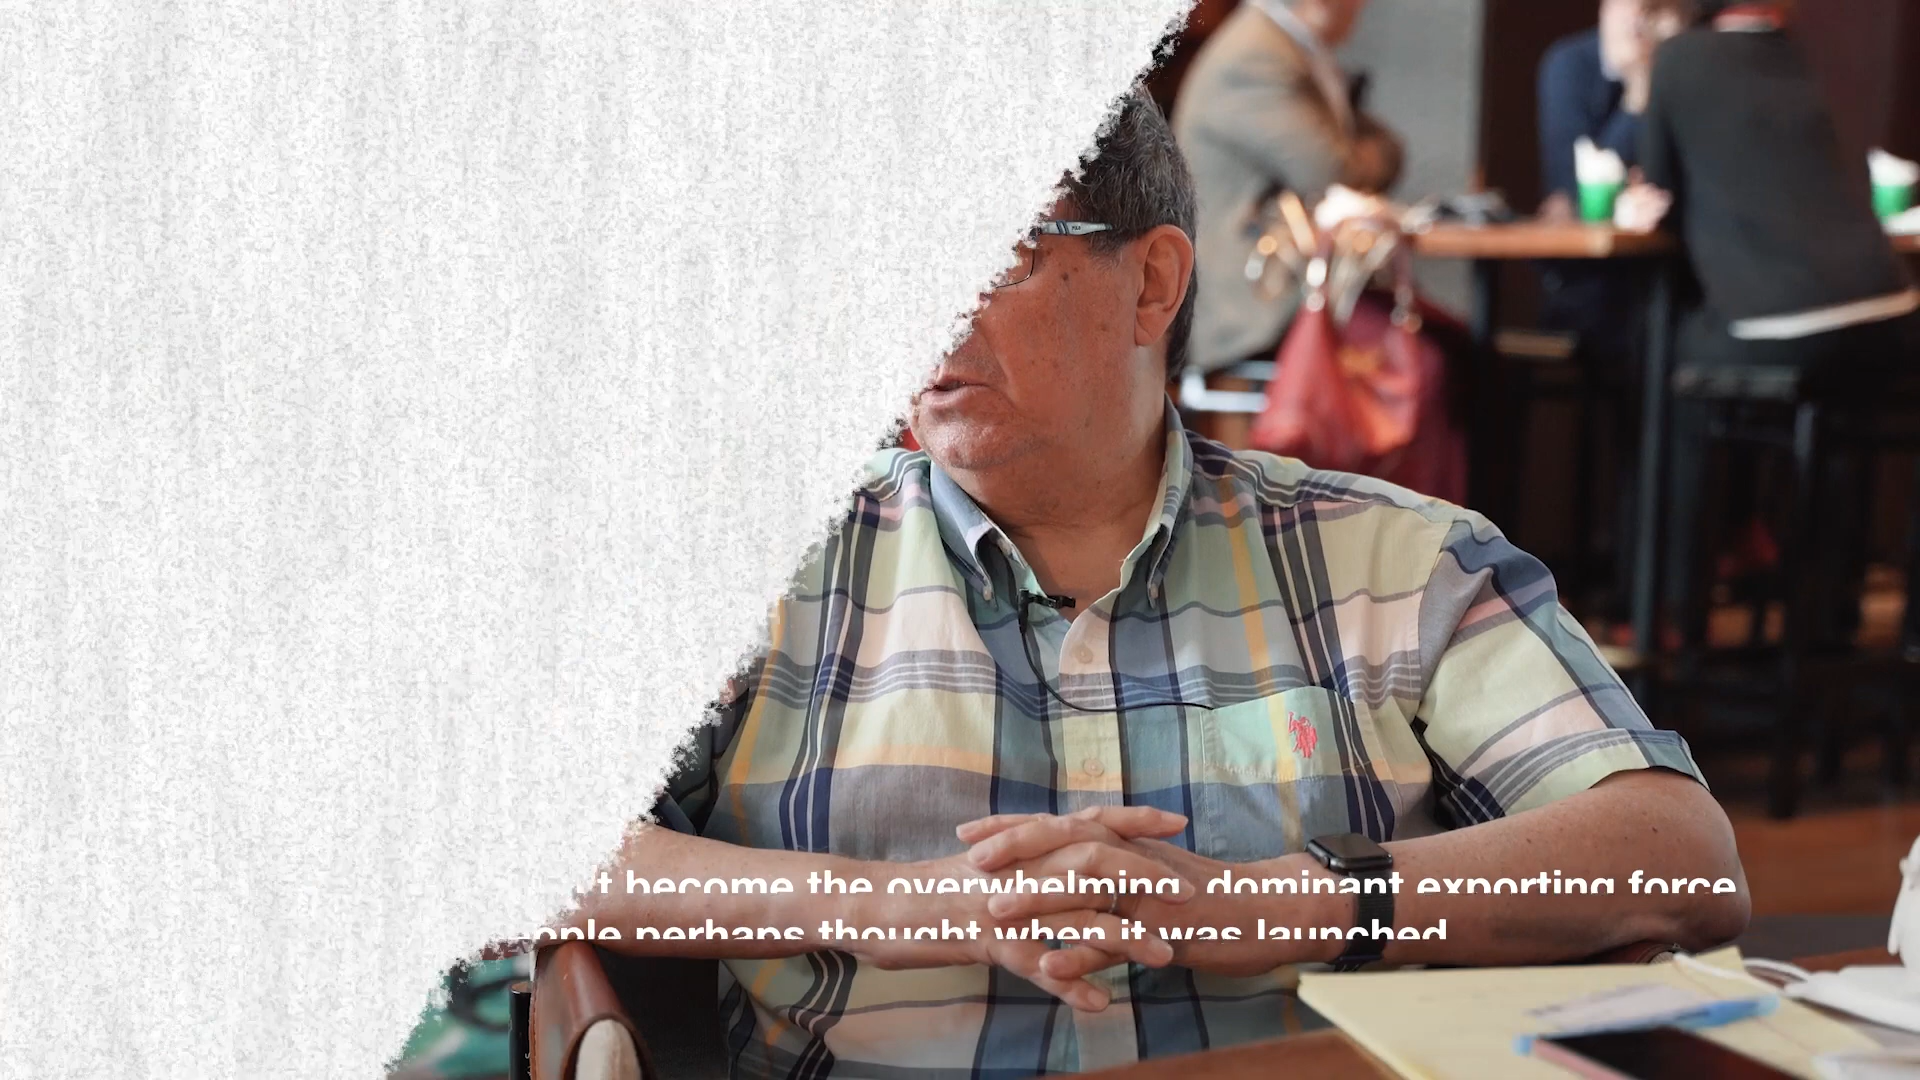 become the overwhelming, dominant exporting force
perhaps thought when it was launched